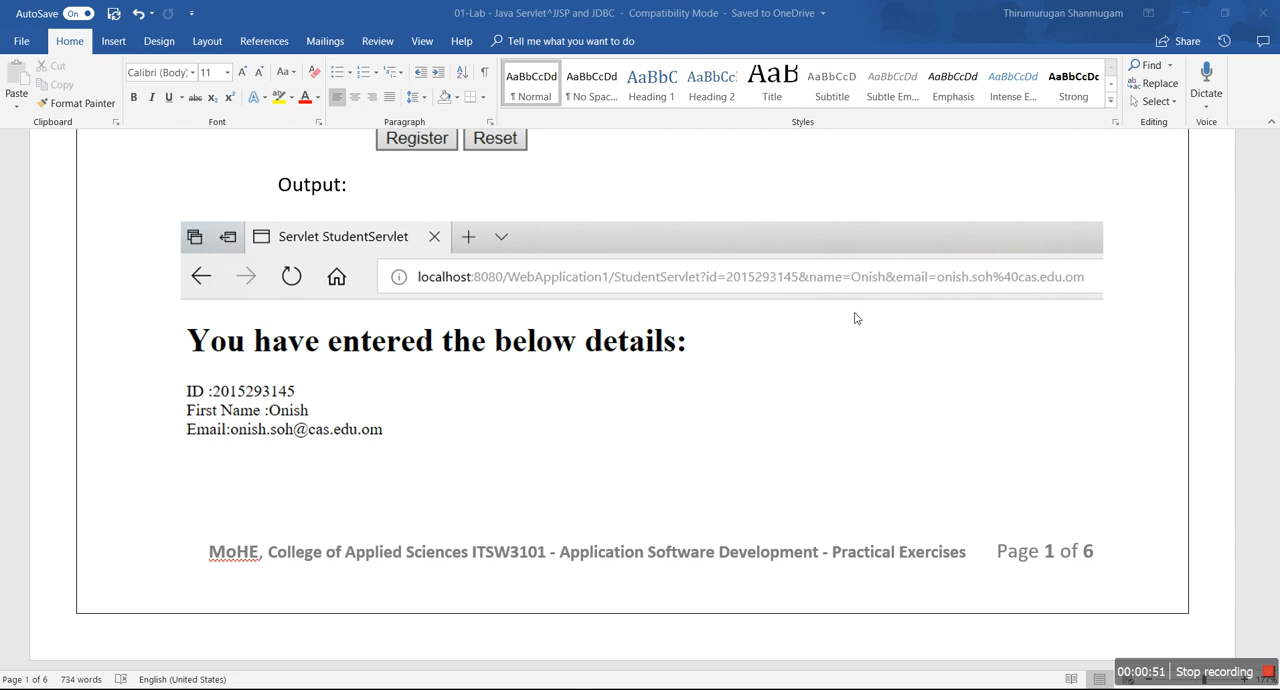 AutoSave On 01-Lab - Java Servlet^JJSP and JDBC - Compatibility Mode - Saved to OneDrive Thirumurugan Shanmugam
File Home Insert Design Layout References Mailings Review View Help Tell me what you want to do Share
Cut
Copy
Paste
Format Painter
Calibri (Body) 11
Aa
B I U abc x₂ x² A A
AaBbCcDd AaBbCcDd AaBbC AaBbCc AaB AaBbCcD AaBbCcDd AaBbCcDd AaBbCcDd AaBbCcDc
¶ Normal ¶ No Spac... Heading 1 Heading 2 Title Subtitle Subtle Em... Emphasis Intense E... Strong
Find
Replace
Select
Dictate
Clipboard Font Paragraph Styles Editing Voice
Register Reset
Output:
Servlet StudentServlet
localhost:8080/WebApplication1/StudentServlet?id=2015293145&name=Onish&email=onish.soh%40cas.edu.om
You have entered the below details:
ID :2015293145
First Name :Onish
Email:onish.soh@cas.edu.om
MoHE, College of Applied Sciences ITSW3101 - Application Software Development - Practical Exercises Page 1 of 6
Page 1 of 6 734 words English (United States)
00:00:51 Stop recording